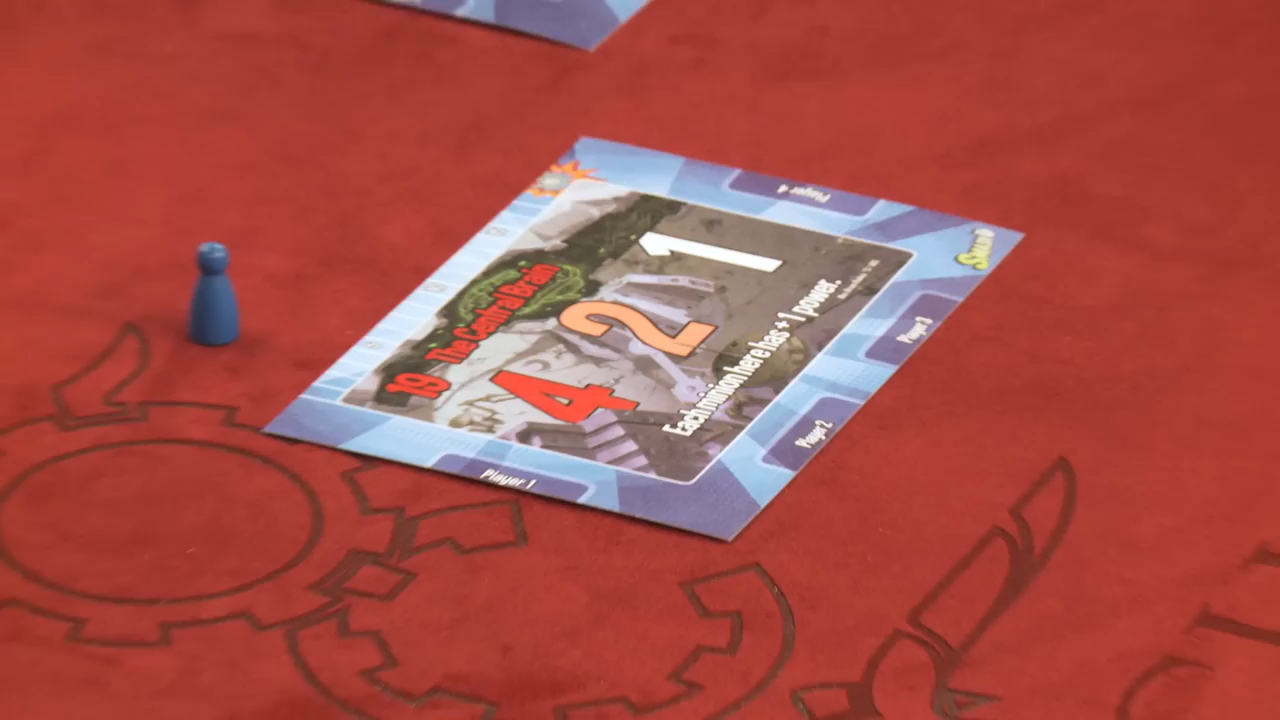 19 The Central Brain
4 2 1
Each minion here has + 1 power.
Player 1
Player 2
Player 3
Player 4